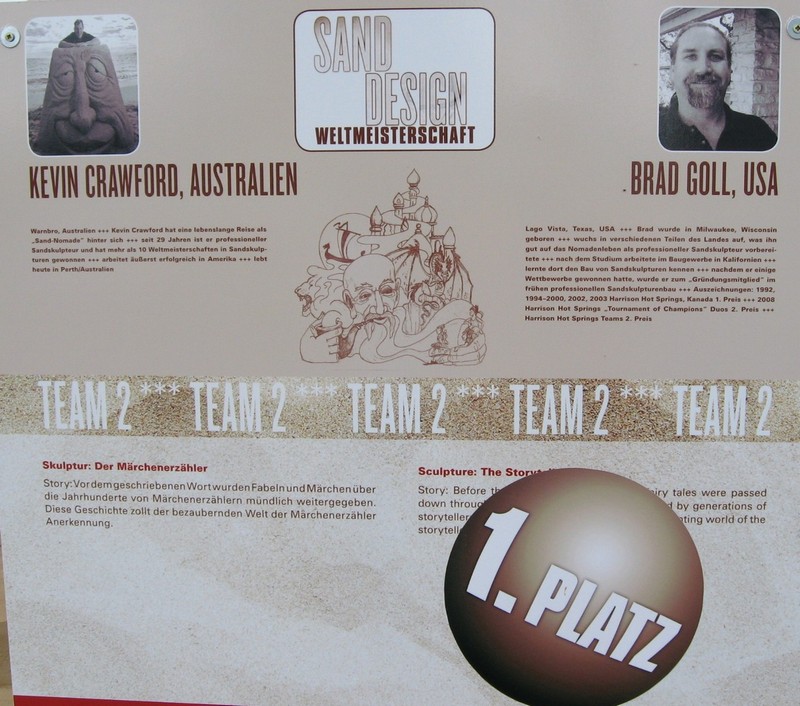 SAND
DESIGN
WELTMEISTERSCHAFT
KEVIN CRAWFORD, AUSTRALIEN
Warnbro, Australien +++ Kevin Crawford hat eine lebenslange Reise als
„Sand-Nomade" hinter sich +++ seit 29 Jahren ist er professioneller
Sandskulpteur und hat mehr als 10 Weltmeisterschaften in Sandskulp-
turen gewonnen +++ arbeitet äußerst erfolgreich in Amerika +++ lebt
heute in Perth/Australien
BRAD GOLL, USA
Lago Vista, Texas, USA +++ Brad wurde in Milwaukee, Wisconsin
geboren +++ wuchs in verschiedenen Teilen des Landes auf, was ihn
gut auf das Nomadenleben als professioneller Sandskulpteur vorberei-
tete +++ nach dem Studium arbeitete im Baugewerbe in Kalifornien +++
lernte dort den Bau von Sandskulpturen kennen +++ nachdem er einige
Wettbewerbe gewonnen hatte, wurde er zum „Gründungsmitglied" im
frühen professionellen Sandskulpturenbau +++ Auszeichnungen: 1992,
1994–2000, 2002, 2003 Harrison Hot Springs, Kanada 1. Preis +++ 2008
Harrison Hot Springs „Tournament of Champions" Duos 2. Preis +++
Harrison Hot Springs Teams 2. Preis
TEAM 2 *** TEAM 2 *** TEAM 2 *** TEAM 2 *** TEAM 2
Skulptur: Der Märchenerzähler
Story: Vor dem geschriebenen Wort wurden Fabeln und Märchen über
die Jahrhunderte von Märchenerzählern mündlich weitergegeben.
Diese Geschichte zollt der bezaubernden Welt der Märchenerzähler
Anerkennung.
Sculpture: The
Story: Before tales were passed
down by generations of
world of the
1. PLATZ